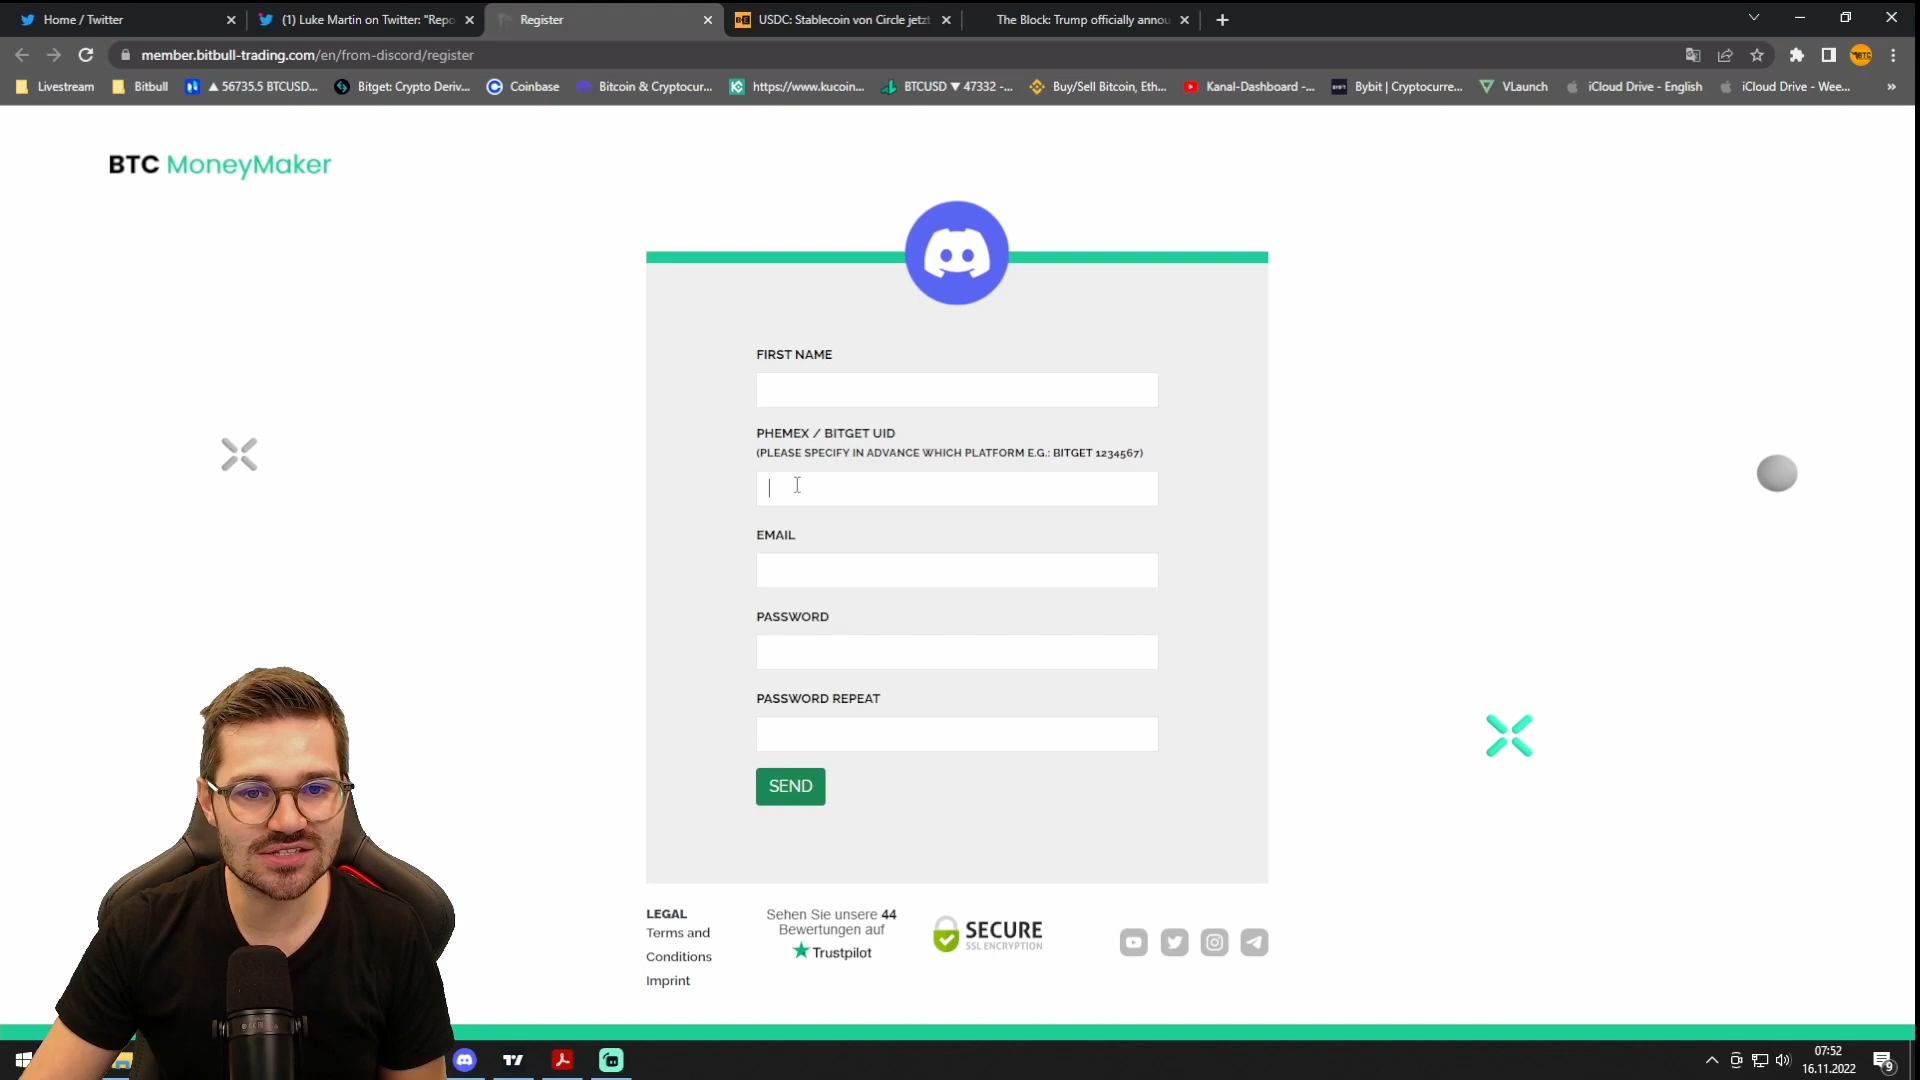 Home / Twitter
(1) Luke Martin on Twitter: "Repo
Register
USDC: Stablecoin von Circle jetzt
The Block: Trump officially annou
member.bitbull-trading.com/en/from-discord/register
Livestream
Bitbull
▲ 56735.5 BTCUSD...
Bitget: Crypto Deriv...
Coinbase
Bitcoin & Cryptocur...
https://www.kucoin...
BTCUSD ▼ 47332 -...
Buy/Sell Bitcoin, Eth...
Kanal-Dashboard -...
Bybit | Cryptocurre...
VLaunch
iCloud Drive - English
iCloud Drive - Wee...
»
BTC MoneyMaker
FIRST NAME
PHEMEX / BITGET UID
(PLEASE SPECIFY IN ADVANCE WHICH PLATFORM E.G.: BITGET 1234567)
EMAIL
PASSWORD
PASSWORD REPEAT
SEND
LEGAL
Terms and
Conditions
Imprint
Sehen Sie unsere 44
Bewertungen auf
Trustpilot
SECURE
SSL ENCRYPTION
07:52
16.11.2022
9